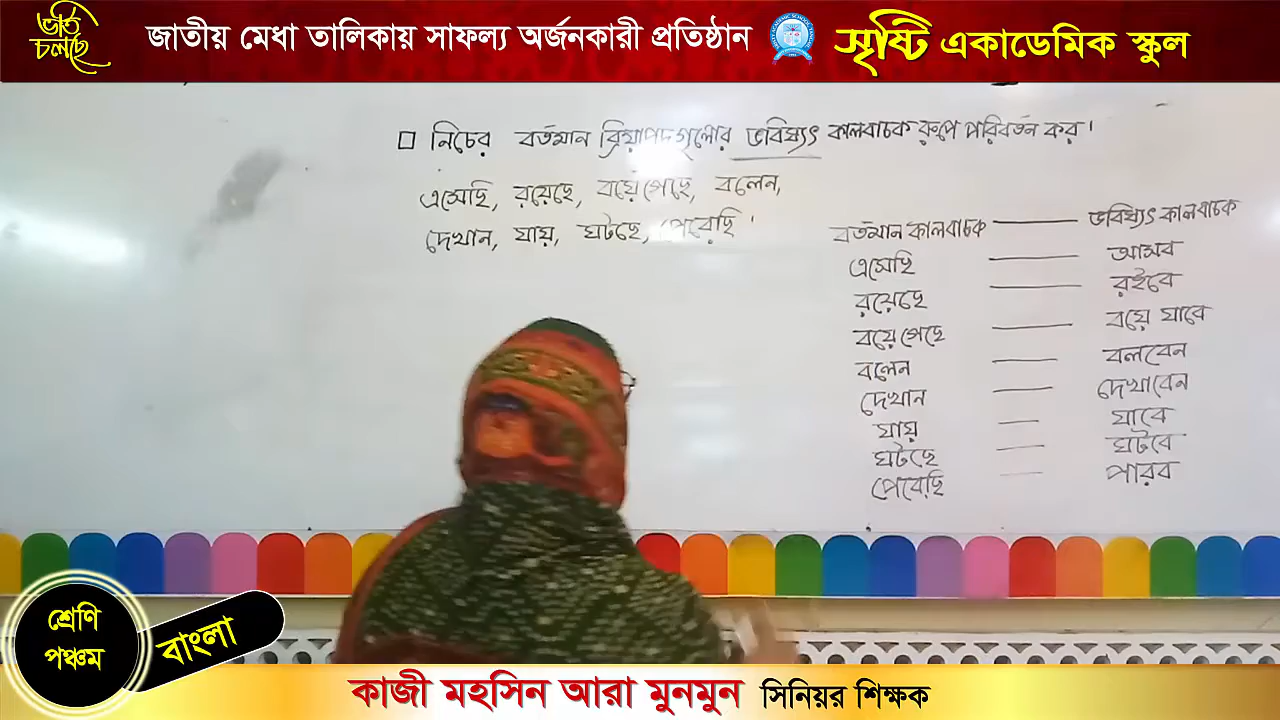 ভর্তি চলছে
জাতীয় মেধা তালিকায় সাফল্য অর্জনকারী প্রতিষ্ঠান
সৃষ্টি একাডেমিক স্কুল
□ নিচের বর্তমান ক্রিয়াপদগুলোর ভবিষ্যৎ কালবাচক রুপে পরিবর্তন কর।
এসেছি, রয়েছে, বয়েগেছে, বলেন,
দেখান, যায়, ঘটছে, পেরেছি।
বর্তমান কালবাচক — ভবিষ্যৎ কালবাচক
এসেছি — আসব
রয়েছে — রইবে
বয়েগেছে — বয়ে যাবে
বলেন — বলবেন
দেখান — দেখাবেন
যায় — যাবে
ঘটছে — ঘটবে
পেরেছি — পারব
শ্রেণি
পঞ্চম
বাংলা
কাজী মহসিন আরা মুনমুন সিনিয়র শিক্ষক